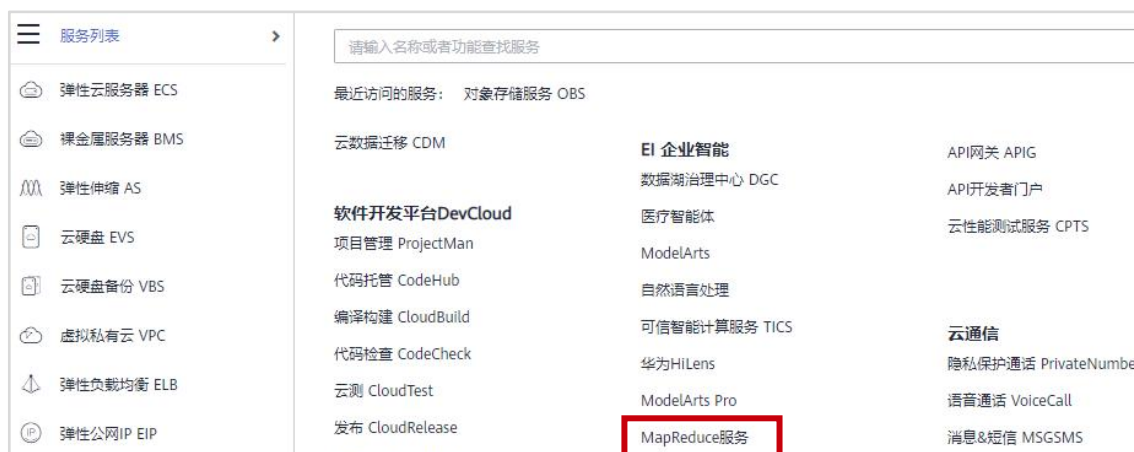 服务列表
弹性云服务器 ECS
裸金属服务器 BMS
弹性伸缩 AS
云硬盘 EVS
云硬盘备份 VBS
虚拟私有云 VPC
弹性负载均衡 ELB
弹性公网IP EIP
请输入名称或者功能查找服务
最近访问的服务： 对象存储服务 OBS
云数据迁移 CDM
软件开发平台DevCloud
项目管理 ProjectMan
代码托管 CodeHub
编译构建 CloudBuild
代码检查 CodeCheck
云测 CloudTest
发布 CloudRelease
EI 企业智能
数据湖治理中心 DGC
医疗智能体
ModelArts
自然语言处理
可信智能计算服务 TICS
华为HiLens
ModelArts Pro
MapReduce服务
API网关 APIG
API开发者门户
云性能测试服务 CPTS
云通信
隐私保护通话 PrivateNumbe
语音通话 VoiceCall
消息&短信 MSGSMS